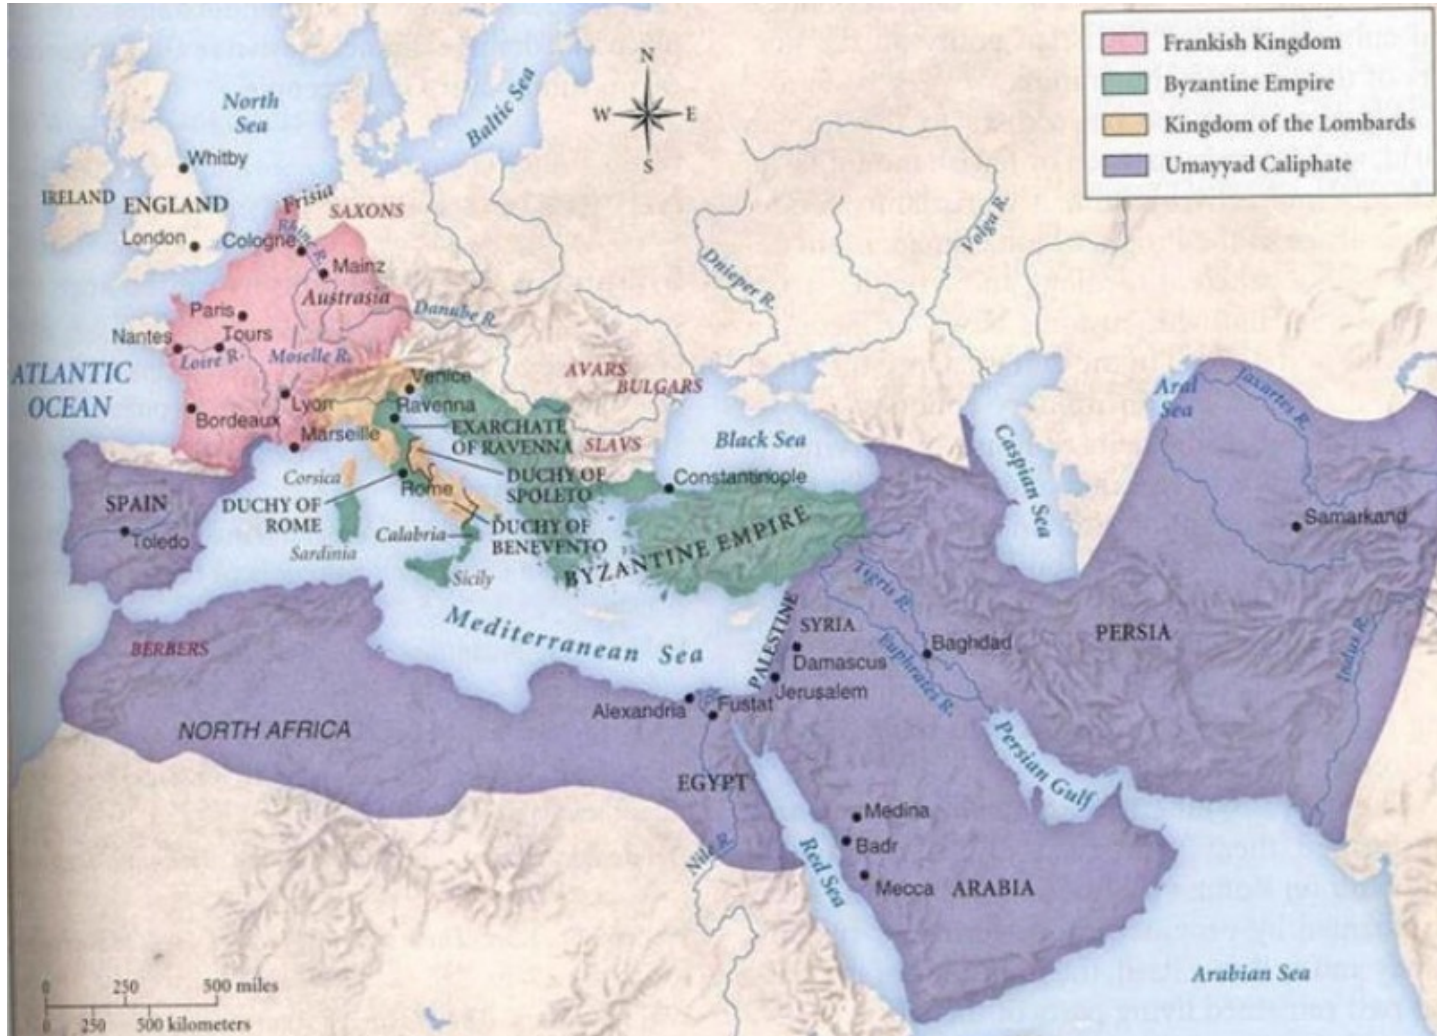 Frankish Kingdom
Byzantine Empire
Kingdom of the Lombards
Umayyad Caliphate
N
W
E
S
North
Sea
Baltic Sea
Whitby
IRELAND
ENGLAND
London
Frisia
SAXONS
Rhine R.
Cologne
Mainz
Austrasia
Paris
Nantes
Tours
Loire R.
Moselle R.
Danube R.
Dnieper R.
Volga R.
ATLANTIC
OCEAN
Bordeaux
Lyon
Marseille
Venice
Ravenna
EXARCHATE
OF RAVENNA
AVARS
BULGARS
SLAVS
Black Sea
Caspian Sea
Aral
Sea
Jaxartes R.
Samarkand
Constantinople
DUCHY OF
SPOLETO
Corsica
DUCHY OF
ROME
Rome
Sardinia
Calabria
DUCHY OF
BENEVENTO
Sicily
BYZANTINE EMPIRE
SPAIN
Toledo
Mediterranean Sea
BERBERS
NORTH AFRICA
PALESTINE
SYRIA
Damascus
Jerusalem
Tigris R.
Euphrates R.
Baghdad
PERSIA
Indus R.
Alexandria
Fustat
EGYPT
Nile R.
Red Sea
Persian Gulf
Medina
Badr
Mecca
ARABIA
Arabian Sea
0 250 500 miles
0 250 500 kilometers